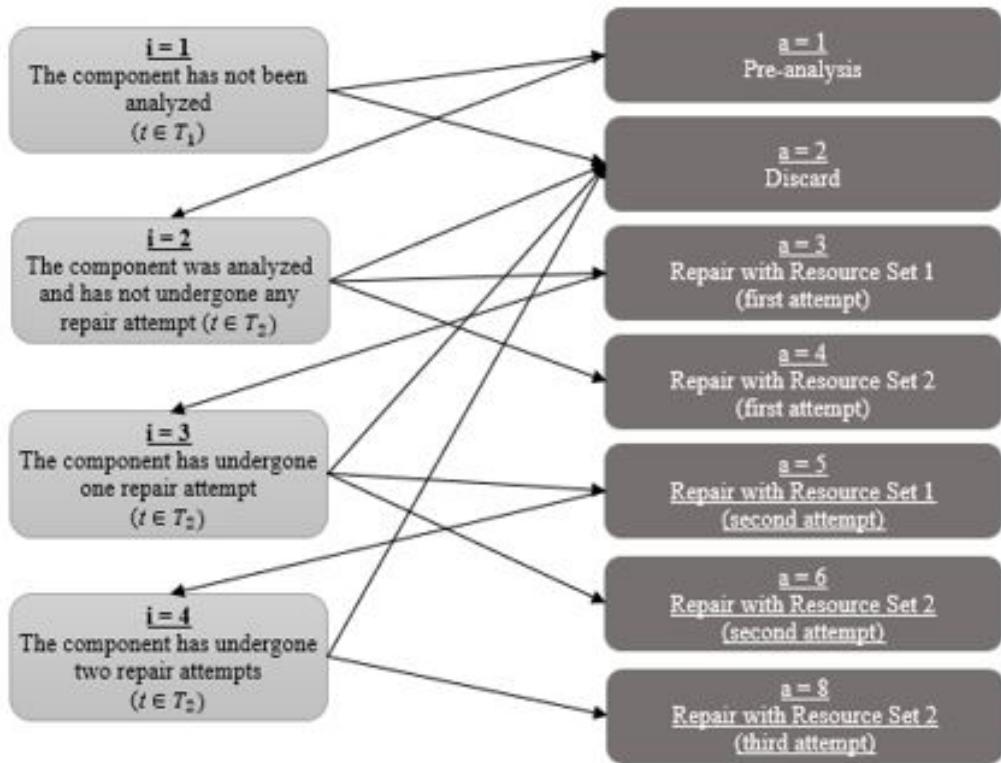 i = 1
The component has not been
analyzed
(t ∈ T₁)
i = 2
The component was analyzed
and has not undergone any
repair attempt (t ∈ T₂)
i = 3
The component has undergone
one repair attempt
(t ∈ T₂)
i = 4
The component has undergone
two repair attempts
(t ∈ T₂)
a = 1
Pre-analysis
a = 2
Discard
a = 3
Repair with Resource Set 1
(first attempt)
a = 4
Repair with Resource Set 2
(first attempt)
a = 5
Repair with Resource Set 1
(second attempt)
a = 6
Repair with Resource Set 2
(second attempt)
a = 8
Repair with Resource Set 2
(third attempt)